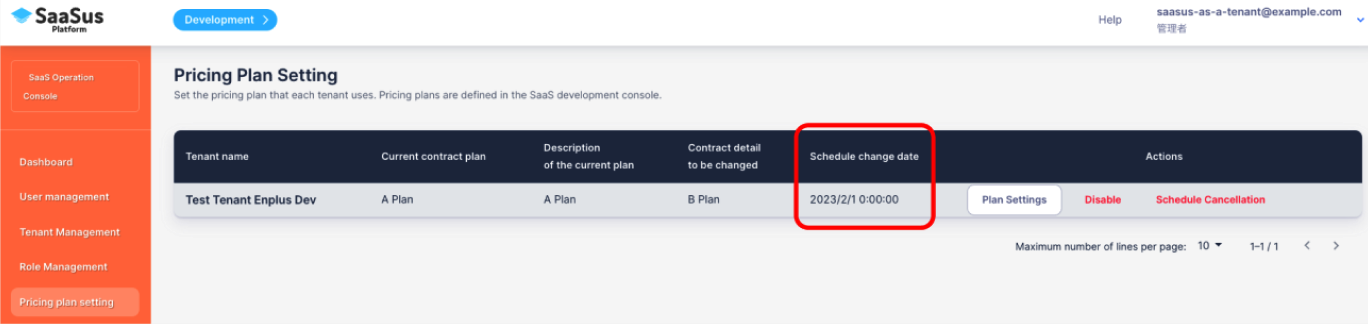 SaaSus
Platform
Development >
Help
saasus-as-a-tenant@example.com
管理者
SaaS Operation
Console
Pricing Plan Setting
Set the pricing plan that each tenant uses. Pricing plans are defined in the SaaS development console.
Dashboard
User management
Tenant Management
Role Management
Pricing plan setting
Tenant name
Current contract plan
Description
of the current plan
Contract detail
to be changed
Schedule change date
Actions
Test Tenant Enplus Dev
A Plan
A Plan
B Plan
2023/2/1 0:00:00
Plan Settings
Disable
Schedule Cancellation
Maximum number of lines per page: 10
1–1 / 1